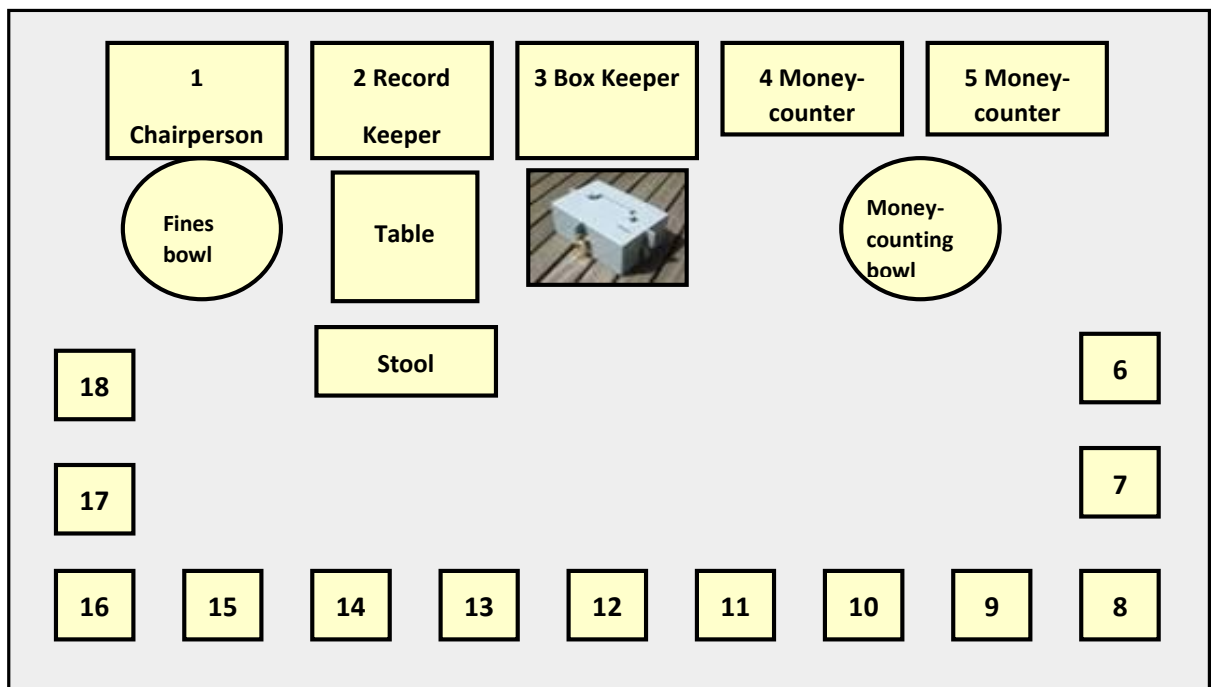 1
Chairperson
2 Record
Keeper
3 Box Keeper
4 Money-
counter
5 Money-
counter
Fines
bowl
Table
Money-
counting
bowl
Stool
18
6
17
7
16
15
14
13
12
11
10
9
8